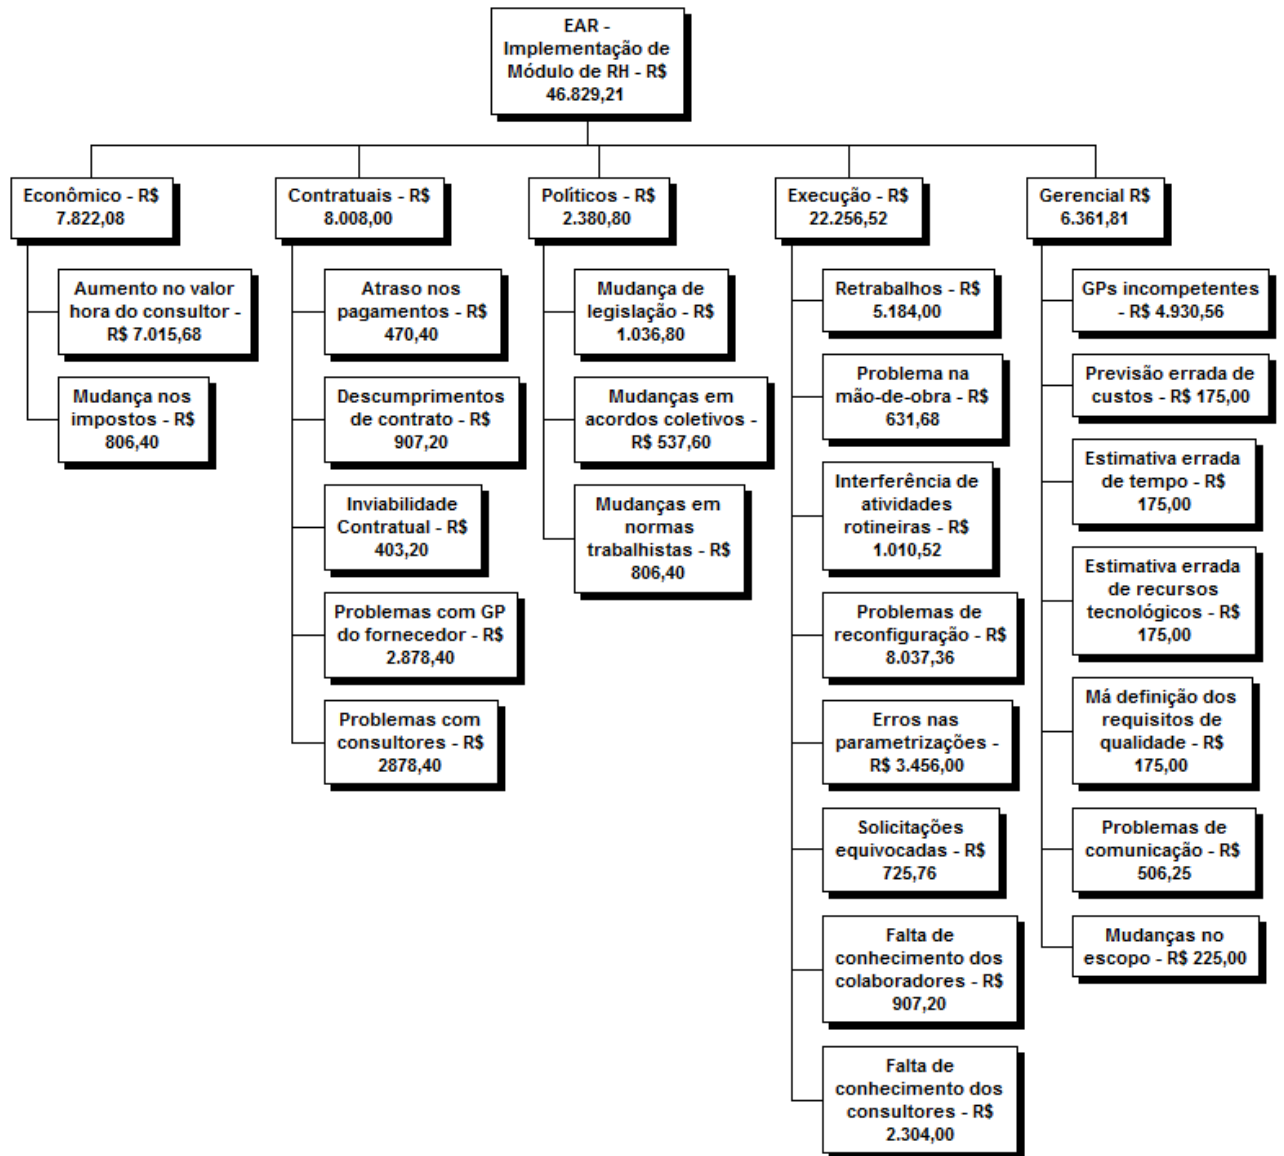 EAR -
Implementação de
Módulo de RH - R$
46.829,21
Econômico - R$
7.822,08
Aumento no valor
hora do consultor -
R$ 7.015,68
Mudança nos
impostos - R$
806,40
Contratuais - R$
8.008,00
Atraso nos
pagamentos - R$
470,40
Descumprimentos
de contrato - R$
907,20
Inviabilidade
Contratual - R$
403,20
Problemas com GP
do fornecedor - R$
2.878,40
Problemas com
consultores - R$
2878,40
Políticos - R$
2.380,80
Mudança de
legislação - R$
1.036,80
Mudanças em
acordos coletivos -
R$ 537,60
Mudanças em
normas
trabalhistas - R$
806,40
Execução - R$
22.256,52
Retrabalhos - R$
5.184,00
Problema na
mão-de-obra - R$
631,68
Interferência de
atividades
rotineiras - R$
1.010,52
Problemas de
reconfiguração - R$
8.037,36
Erros nas
parametrizações -
R$ 3.456,00
Solicitações
equivocadas - R$
725,76
Falta de
conhecimento dos
colaboradores - R$
907,20
Falta de
conhecimento dos
consultores - R$
2.304,00
Gerencial R$
6.361,81
GPs incompetentes
- R$ 4.930,56
Previsão errada de
custos - R$ 175,00
Estimativa errada
de tempo - R$
175,00
Estimativa errada
de recursos
tecnológicos - R$
175,00
Má definição dos
requisitos de
qualidade - R$
175,00
Problemas de
comunicação - R$
506,25
Mudanças no
escopo - R$ 225,00